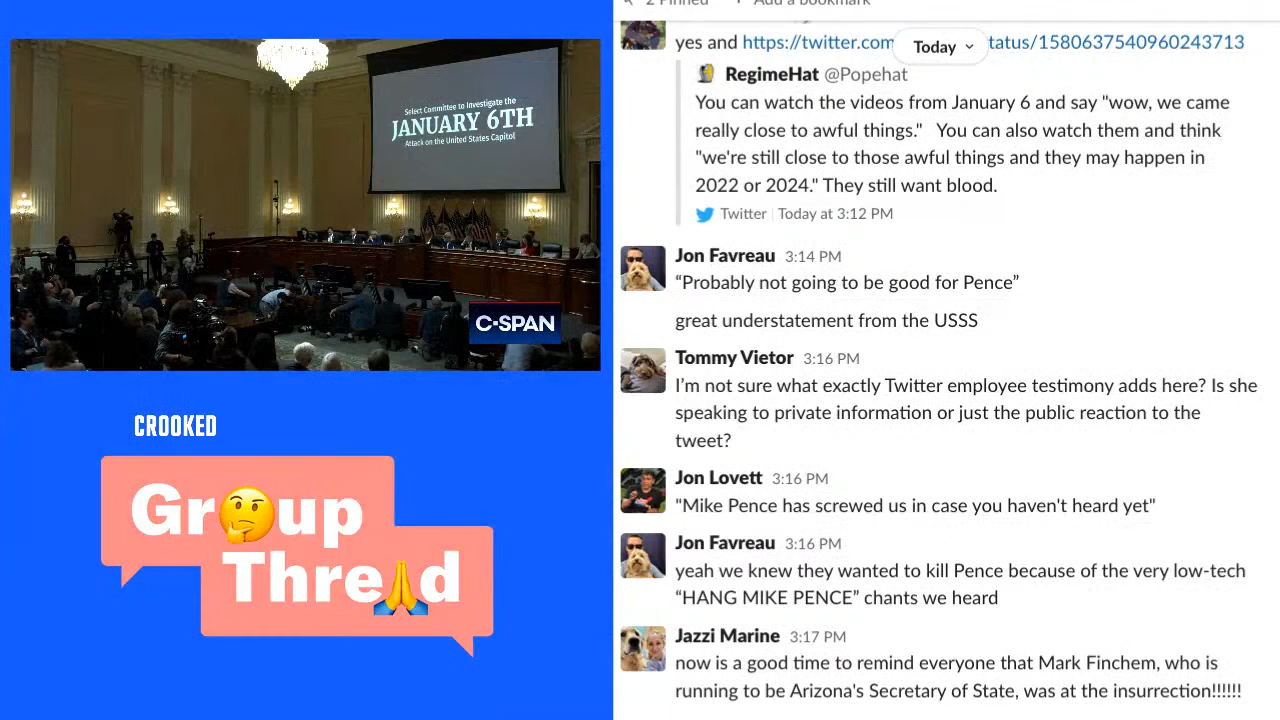 Select Committee to Investigate the
JANUARY 6TH
Attack on the United States Capitol
C-SPAN
CROOKED
Gr🤔up
Thre🙏d
2 Pinned
Add a bookmark
yes and https://twitter.com
tatus/1580637540960243713
Today
RegimeHat @Popehat
You can watch the videos from January 6 and say "wow, we came
really close to awful things."   You can also watch them and think
"we're still close to those awful things and they may happen in
2022 or 2024." They still want blood.
Twitter | Today at 3:12 PM
Jon Favreau 3:14 PM
“Probably not going to be good for Pence”
great understatement from the USSS
Tommy Vietor 3:16 PM
I’m not sure what exactly Twitter employee testimony adds here? Is she
speaking to private information or just the public reaction to the
tweet?
Jon Lovett 3:16 PM
"Mike Pence has screwed us in case you haven't heard yet"
Jon Favreau 3:16 PM
yeah we knew they wanted to kill Pence because of the very low-tech
“HANG MIKE PENCE” chants we heard
Jazzi Marine 3:17 PM
now is a good time to remind everyone that Mark Finchem, who is
running to be Arizona's Secretary of State, was at the insurrection!!!!!!